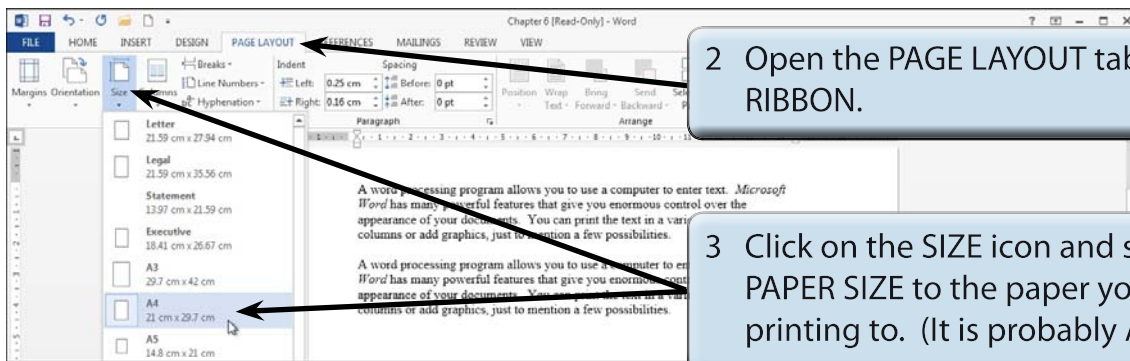 Chapter 6 [Read-Only] - Word
FILE HOME INSERT DESIGN PAGE LAYOUT REFERENCES MAILINGS REVIEW VIEW
Breaks Indent Spacing
Line Numbers Left: 0.25 cm Before: 0 pt
Margins Orientation Size Columns Hyphenation Right: 0.16 cm After: 0 pt
Position Wrap Text Bring Forward Send Backward
Paragraph Arrange
Letter
21.59 cm x 27.94 cm
Legal
21.59 cm x 35.56 cm
Statement
13.97 cm x 21.59 cm
Executive
18.41 cm x 26.67 cm
A3
29.7 cm x 42 cm
A4
21 cm x 29.7 cm
A5
14.8 cm x 21 cm
A word processing program allows you to use a computer to enter text. Microsoft
Word has many powerful features that give you enormous control over the
appearance of your documents. You can print the text in a
columns or add graphics, just to mention a few possibilities.
A word processing program allows you to use a computer to
Word has many powerful features that give you enormous
appearance of your documents. You can print the text in a
columns or add graphics, just to mention a few possibilities.
2 Open the PAGE LAYOUT tab
RIBBON.
3 Click on the SIZE icon and
PAPER SIZE to the paper
printing to. (It is probably